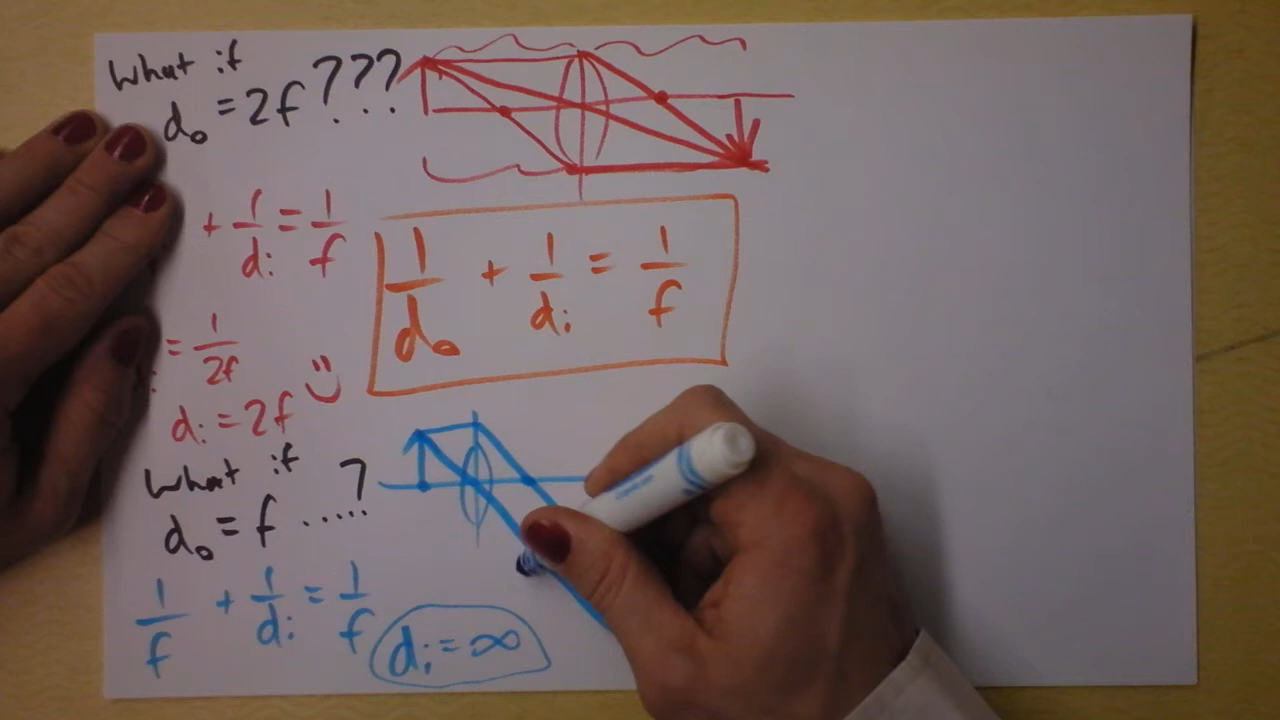 What if
d₀ = 2f ???
+ 1/dᵢ = 1/f
1/d₀ + 1/dᵢ = 1/f
= 1/2f
dᵢ = 2f
What if
d₀ = f ..... ?
1/f + 1/dᵢ = 1/f
dᵢ = ∞